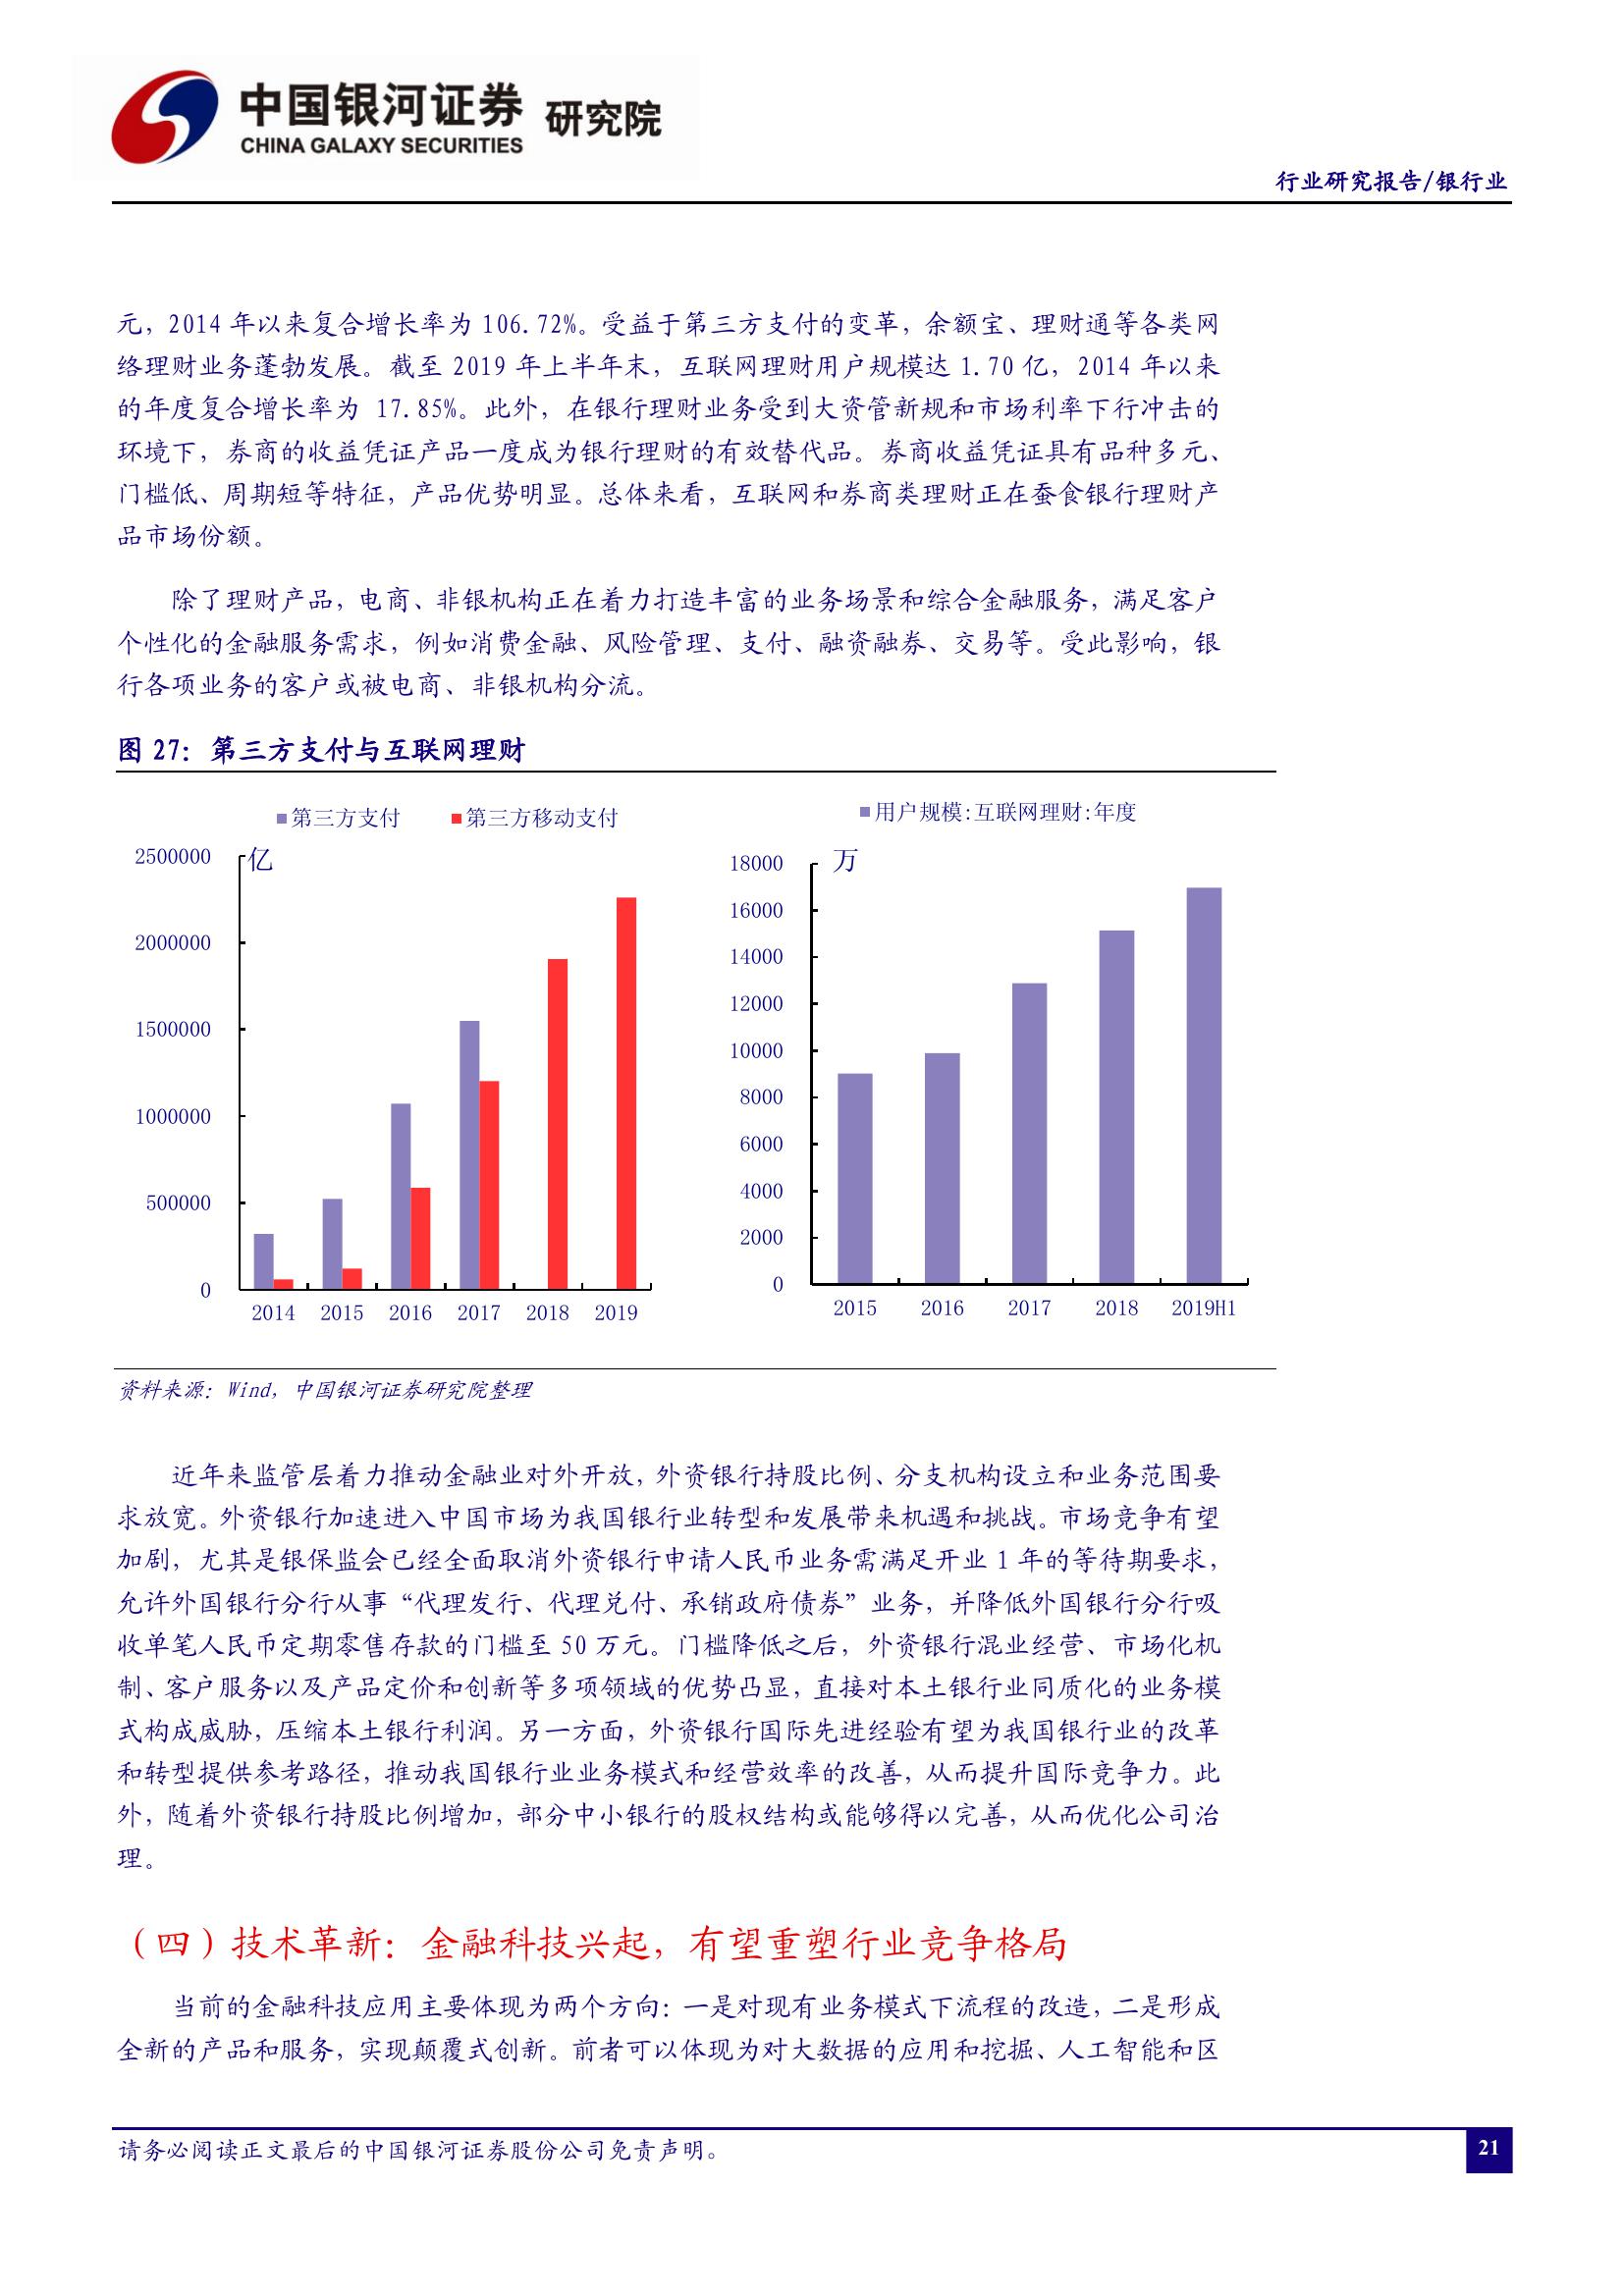 中国银河证券 研究院
CHINA GALAXY SECURITIES
行业研究报告/银行业
元，2014 年以来复合增长率为 106.72%。受益于第三方支付的变革，余额宝、理财通等各类网
络理财业务蓬勃发展。截至 2019 年上半年末，互联网理财用户规模达 1.70 亿，2014 年以来
的年度复合增长率为 17.85%。此外，在银行理财业务受到大资管新规和市场利率下行冲击的
环境下，券商的收益凭证产品一度成为银行理财的有效替代品。券商收益凭证具有品种多元、
门槛低、周期短等特征，产品优势明显。总体来看，互联网和券商类理财正在蚕食银行理财产
品市场份额。
除了理财产品，电商、非银机构正在着力打造丰富的业务场景和综合金融服务，满足客户
个性化的金融服务需求，例如消费金融、风险管理、支付、融资融券、交易等。受此影响，银
行各项业务的客户或被电商、非银机构分流。
图 27：第三方支付与互联网理财
第三方支付 第三方移动支付
亿
2500000
2000000
1500000
1000000
500000
0
2014 2015 2016 2017 2018 2019
用户规模:互联网理财:年度
万
18000
16000
14000
12000
10000
8000
6000
4000
2000
0
2015 2016 2017 2018 2019H1
资料来源：Wind，中国银河证券研究院整理
近年来监管层着力推动金融业对外开放，外资银行持股比例、分支机构设立和业务范围要
求放宽。外资银行加速进入中国市场为我国银行业转型和发展带来机遇和挑战。市场竞争有望
加剧，尤其是银保监会已经全面取消外资银行申请人民币业务需满足开业 1 年的等待期要求，
允许外国银行分行从事“代理发行、代理兑付、承销政府债券”业务，并降低外国银行分行吸
收单笔人民币定期零售存款的门槛至 50 万元。门槛降低之后，外资银行混业经营、市场化机
制、客户服务以及产品定价和创新等多项领域的优势凸显，直接对本土银行业同质化的业务模
式构成威胁，压缩本土银行利润。另一方面，外资银行国际先进经验有望为我国银行业的改革
和转型提供参考路径，推动我国银行业业务模式和经营效率的改善，从而提升国际竞争力。此
外，随着外资银行持股比例增加，部分中小银行的股权结构或能够得以完善，从而优化公司治
理。
（四）技术革新：金融科技兴起，有望重塑行业竞争格局
当前的金融科技应用主要体现为两个方向：一是对现有业务模式下流程的改造，二是形成
全新的产品和服务，实现颠覆式创新。前者可以体现为对大数据的应用和挖掘、人工智能和区
请务必阅读正文最后的中国银河证券股份公司免责声明。
21